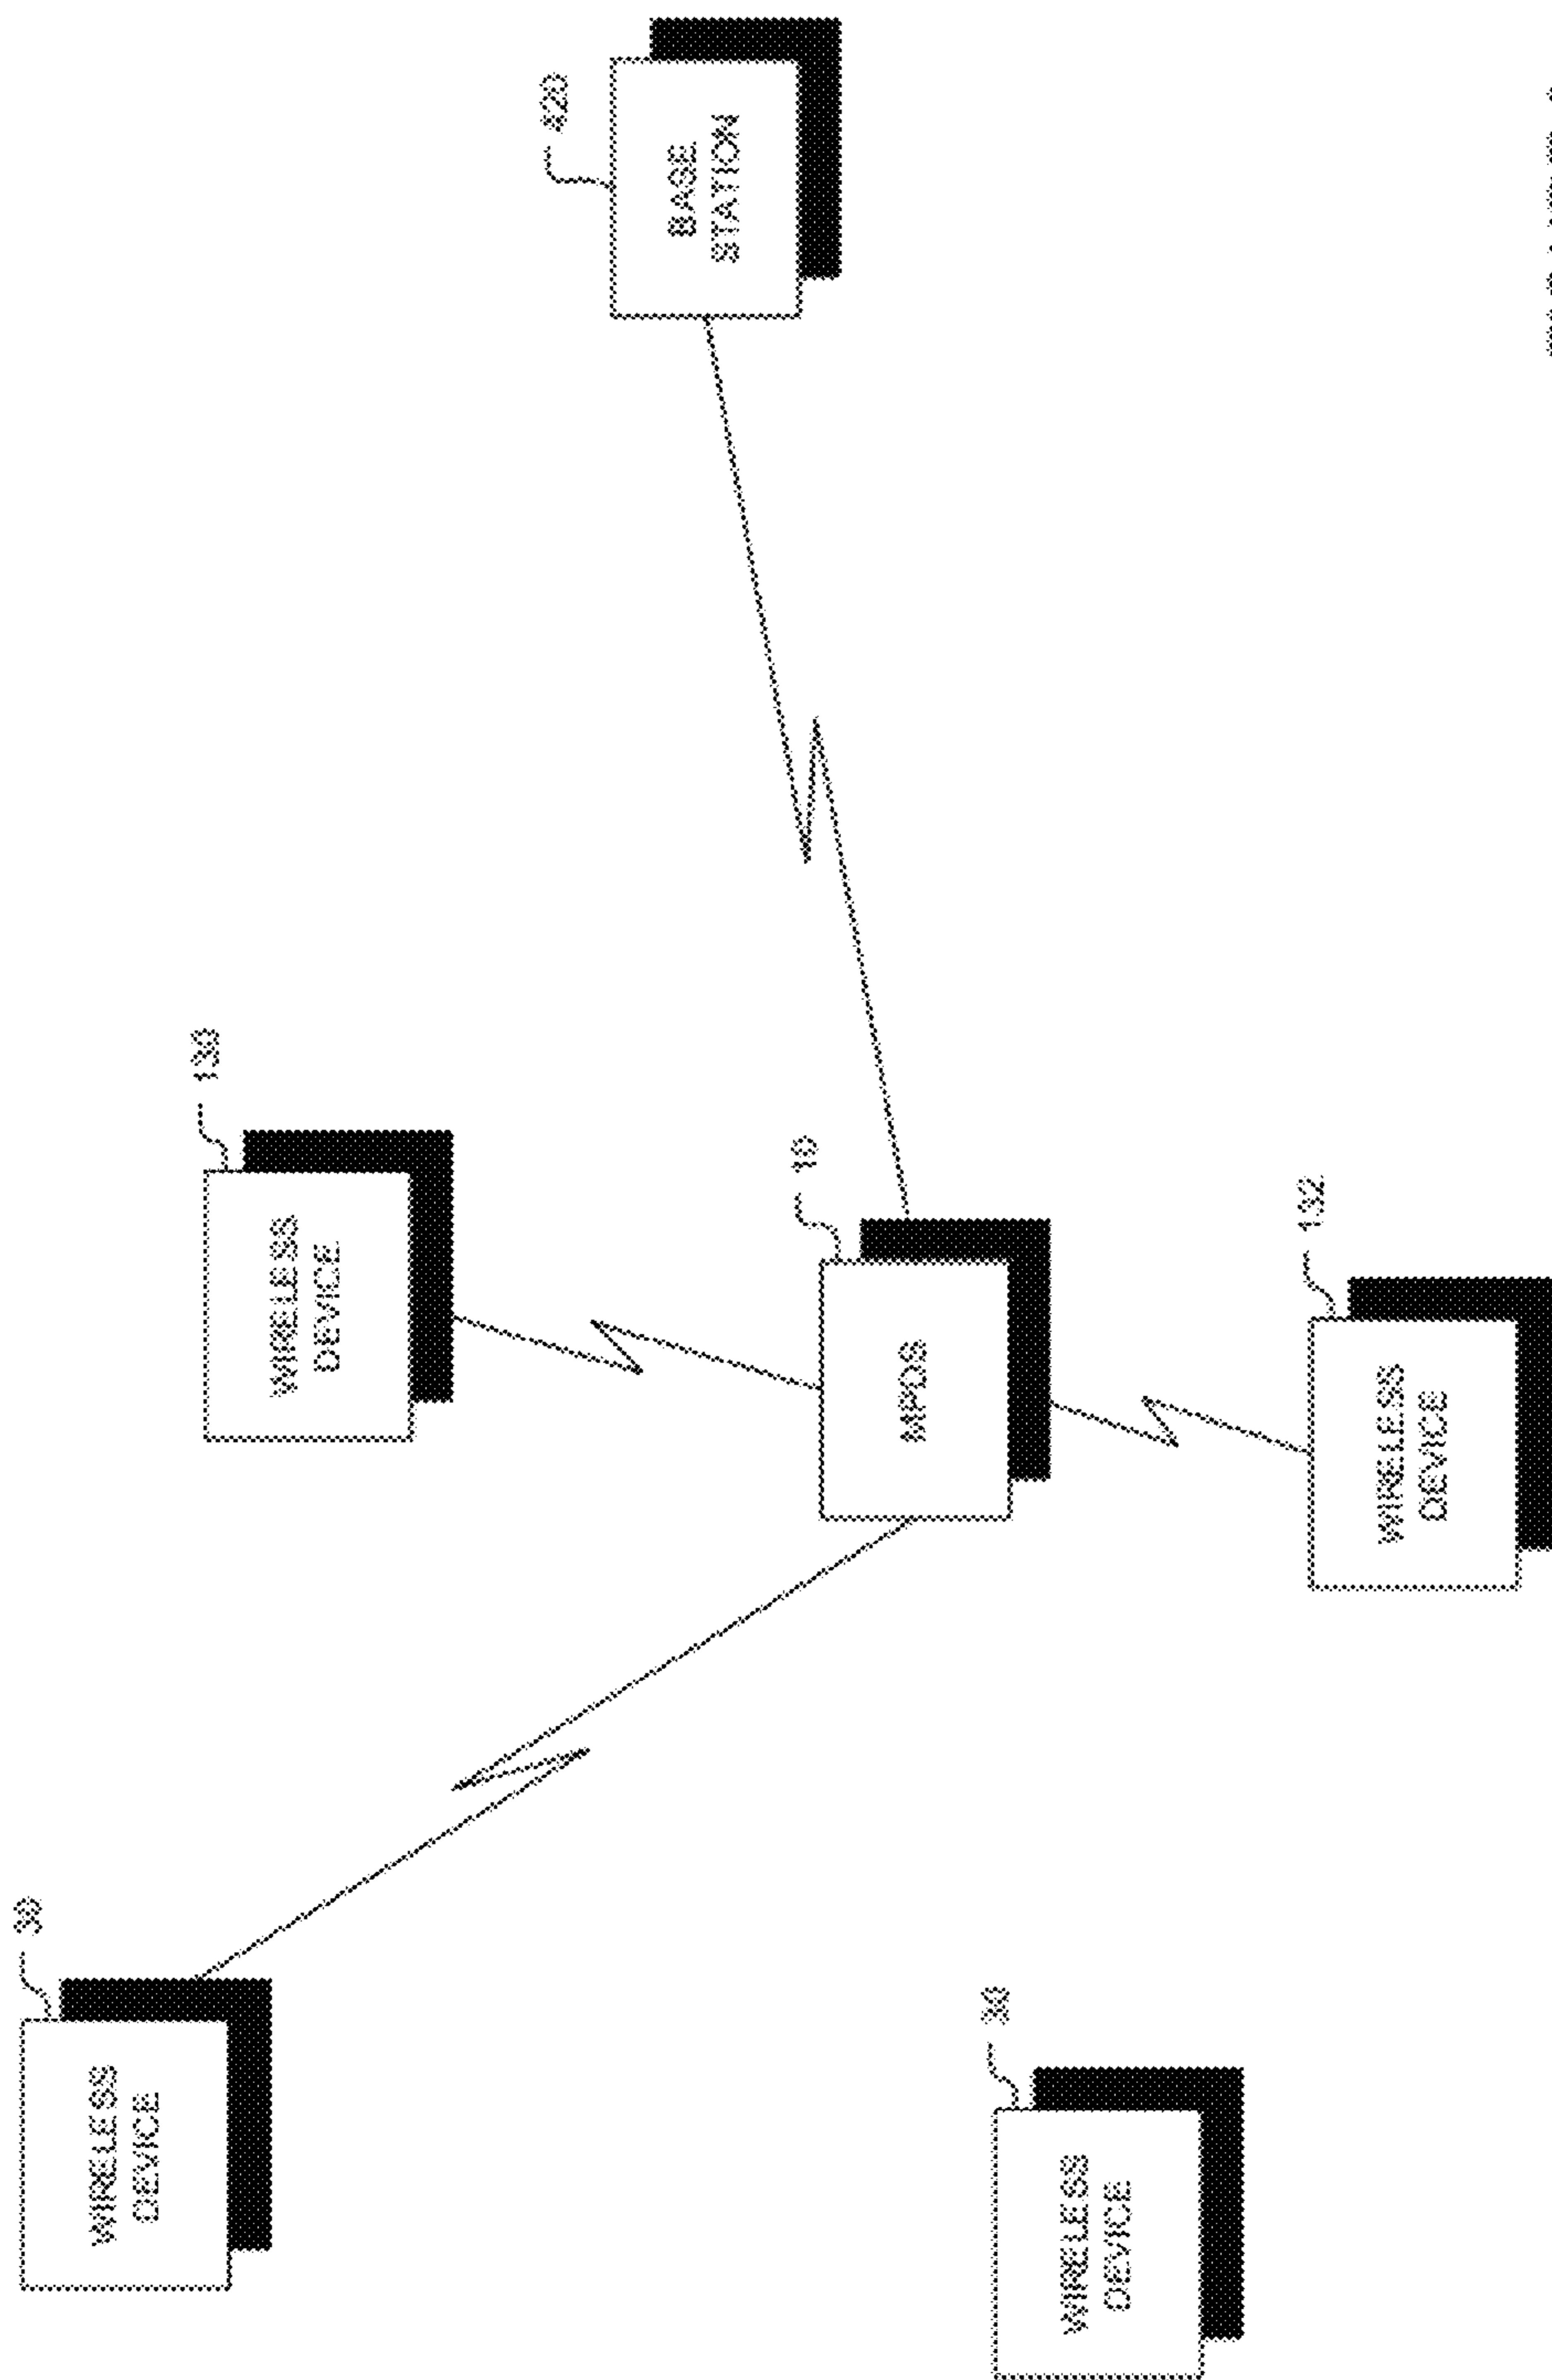 30
WIRELESS
DEVICE
130
WIRELESS
DEVICE
420
BASE
STATION
10
MPDS
30
WIRELESS
DEVICE
132
WIRELESS
DEVICE